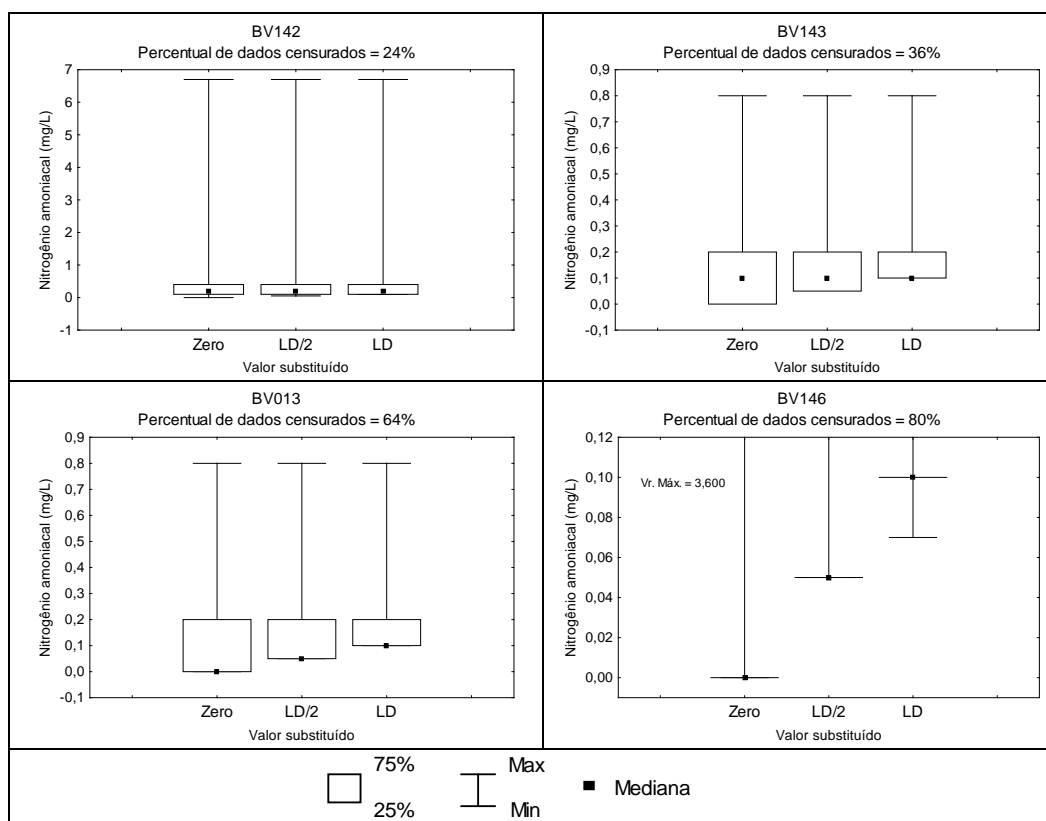 BV142
Percentual de dados censurados = 24%
Nitrogênio amoniacal (mg/L)
7
6
5
4
3
2
1
0
-1
Zero LD/2 LD
Valor substituído
BV143
Percentual de dados censurados = 36%
Nitrogênio amoniacal (mg/L)
0,9
0,8
0,7
0,6
0,5
0,4
0,3
0,2
0,1
0,0
-0,1
Zero LD/2 LD
Valor substituído
BV013
Percentual de dados censurados = 64%
Nitrogênio amoniacal (mg/L)
0,9
0,8
0,7
0,6
0,5
0,4
0,3
0,2
0,1
0,0
-0,1
Zero LD/2 LD
Valor substituído
BV146
Percentual de dados censurados = 80%
Nitrogênio amoniacal (mg/L)
0,12
0,10
0,08
0,06
0,04
0,02
0,00
Vr. Máx. = 3,600
Zero LD/2 LD
Valor substituído
75%
25%
Max
Min
Mediana